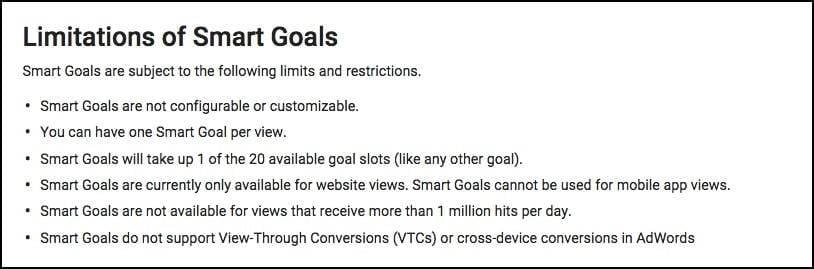 Limitations of Smart Goals
Smart Goals are subject to the following limits and restrictions.
• Smart Goals are not configurable or customizable.
• You can have one Smart Goal per view.
• Smart Goals will take up 1 of the 20 available goal slots (like any other goal).
• Smart Goals are currently only available for website views. Smart Goals cannot be used for mobile app views.
• Smart Goals are not available for views that receive more than 1 million hits per day.
• Smart Goals do not support View-Through Conversions (VTCs) or cross-device conversions in AdWords